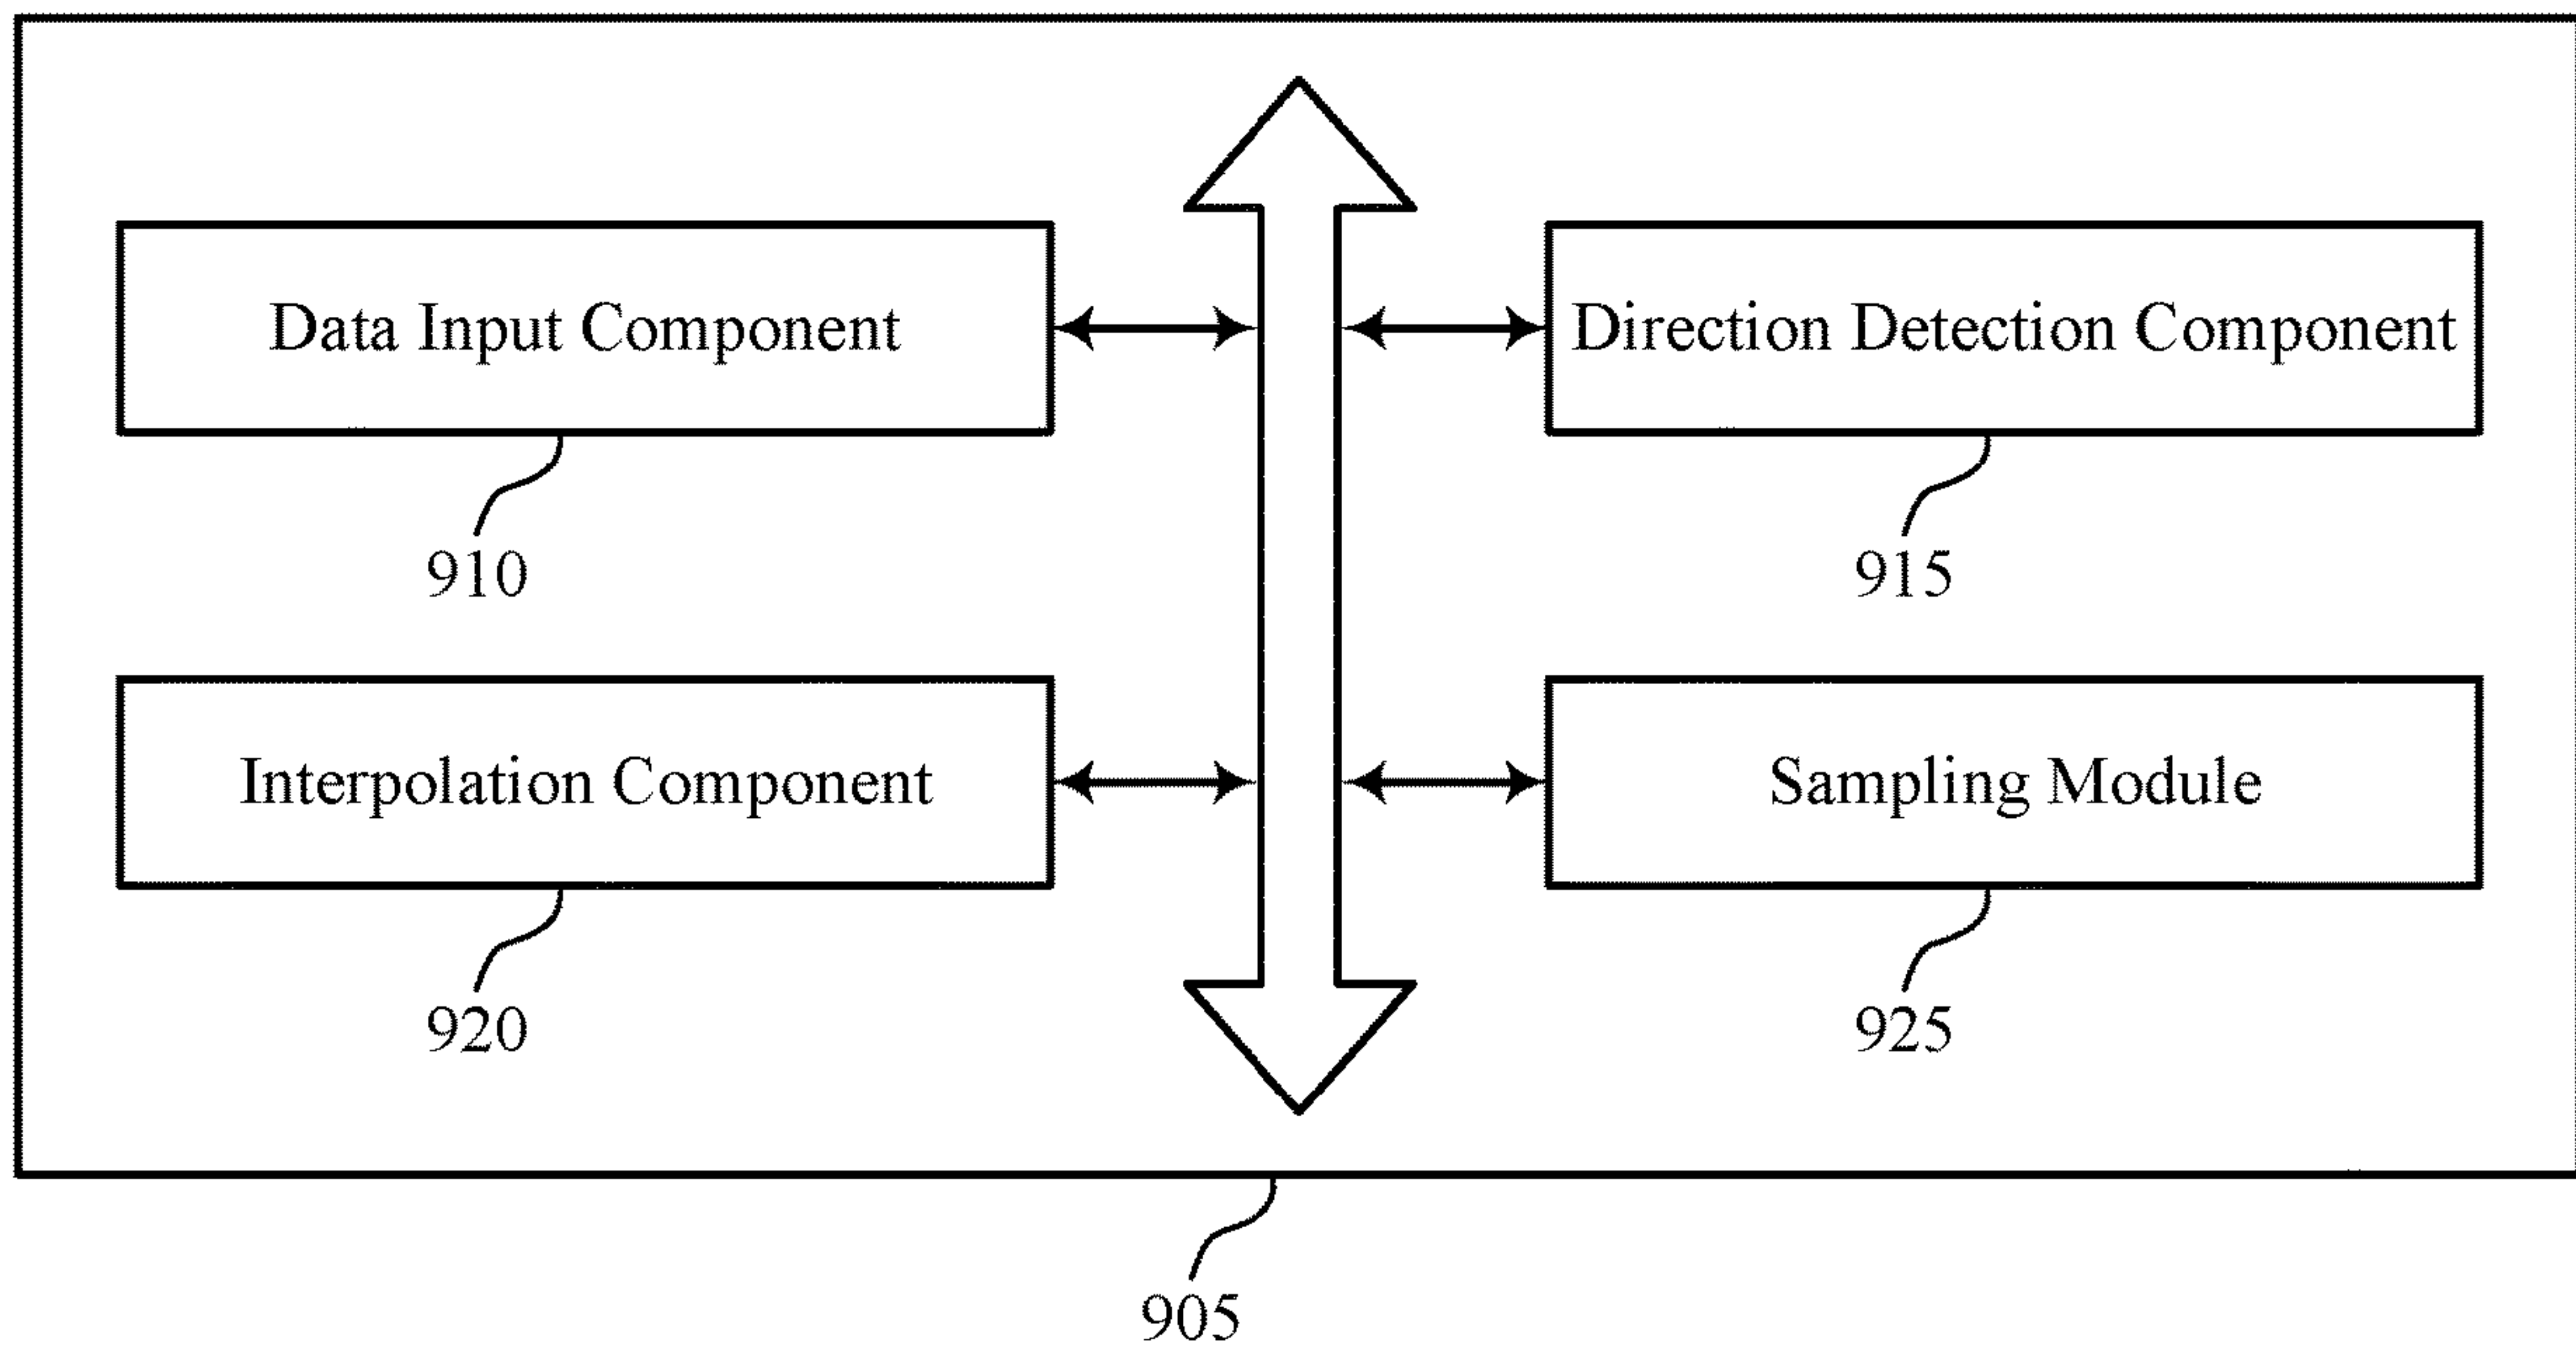 Data Input Component
Direction Detection Component
910
915
Interpolation Component
Sampling Module
920
925
905